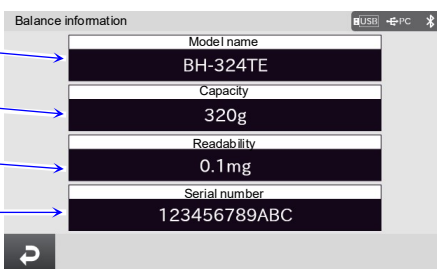 Balance information
USB PC
Model name
BH-324TE
Capacity
320g
Readability
0.1mg
Serial number
123456789ABC